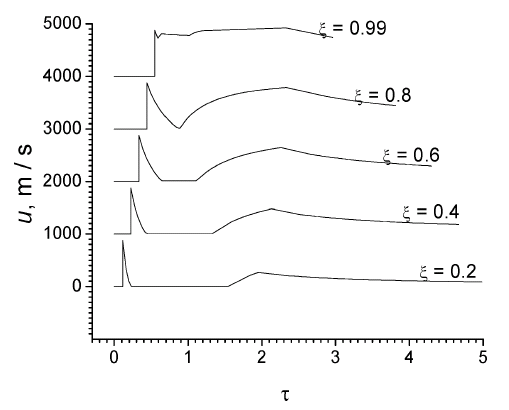 5000
ξ = 0.99
4000
ξ = 0.8
3000
ξ = 0.6
2000
ξ = 0.4
1000
ξ = 0.2
0
u, m / s
0 1 2 3 4 5
τ